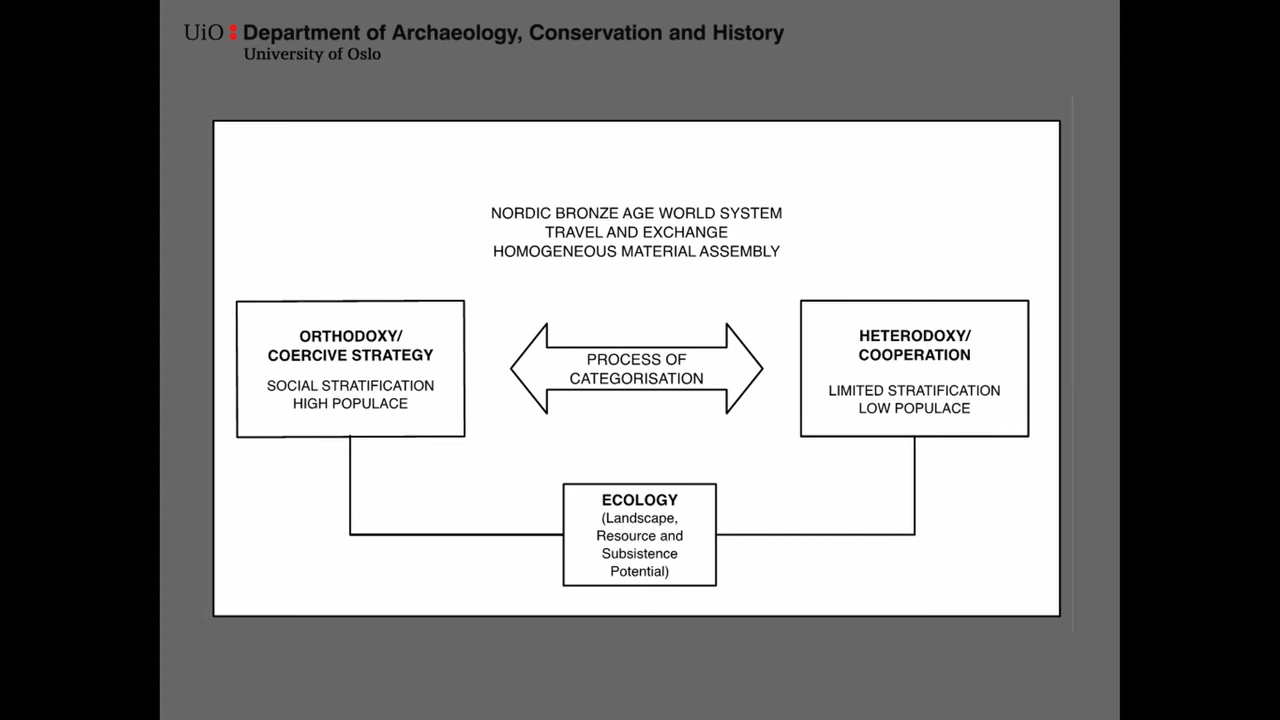 UiO: Department of Archaeology, Conservation and History
University of Oslo
NORDIC BRONZE AGE WORLD SYSTEM
TRAVEL AND EXCHANGE
HOMOGENEOUS MATERIAL ASSEMBLY
ORTHODOXY/
COERCIVE STRATEGY
SOCIAL STRATIFICATION
HIGH POPULACE
PROCESS OF
CATEGORISATION
HETERODOXY/
COOPERATION
LIMITED STRATIFICATION
LOW POPULACE
ECOLOGY
(Landscape,
Resource and
Subsistence
Potential)